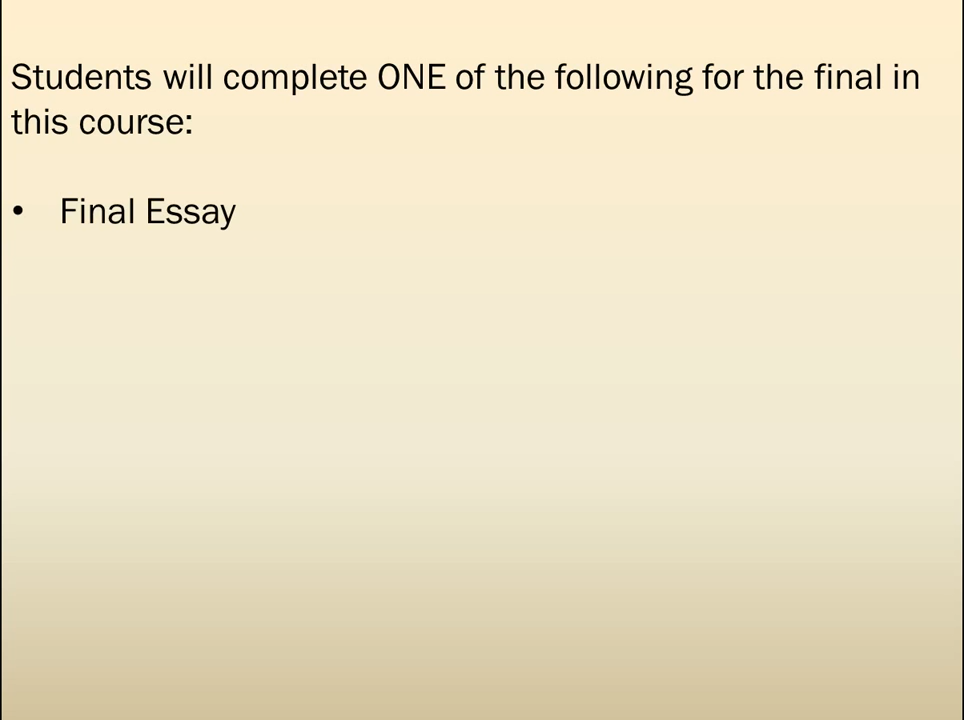 Students will complete ONE of the following for the final in
this course:
• Final Essay